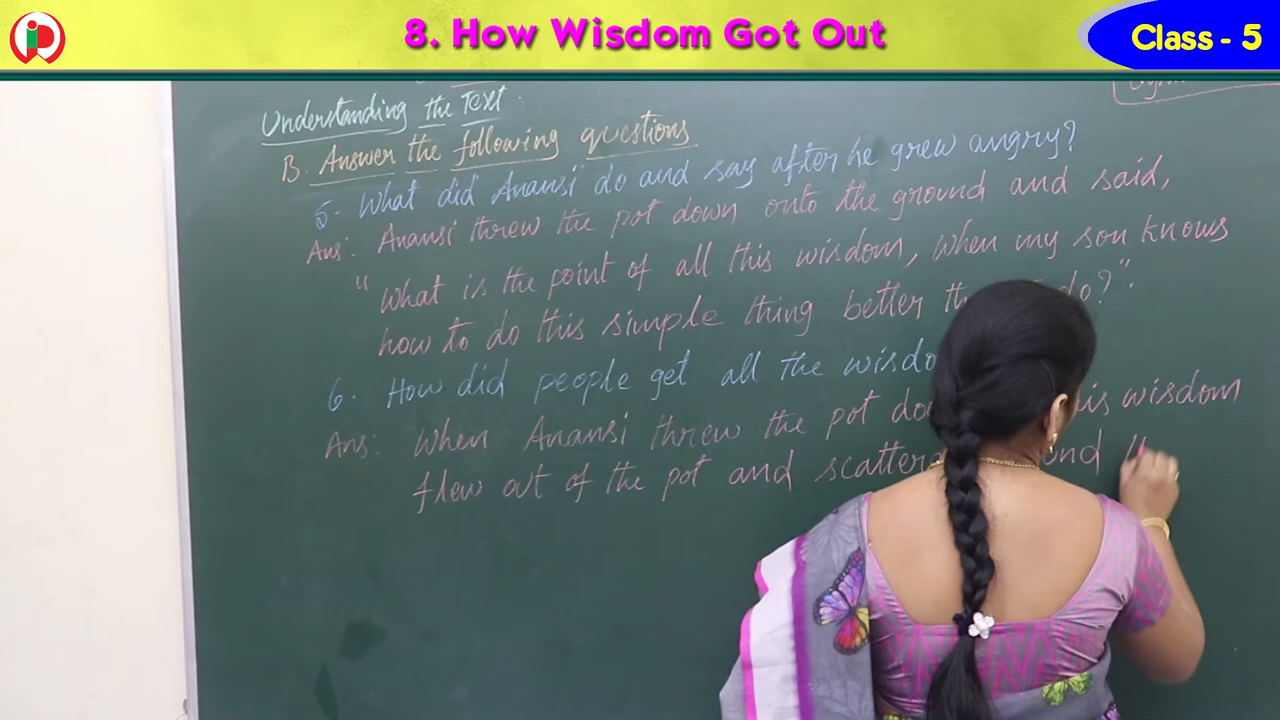 8. How Wisdom Got Out
Class - 5
Understanding the Text
B. Answer the following questions
5. What did Anansi do and say after he grew angry?
Ans: Anansi threw the pot down onto the ground and said,
"What is the point of all this wisdom, when my son knows
how to do this simple thing better do?".
6. How did people get all the
Ans: When Anansi threw the pot wisdom
flew out of the pot and